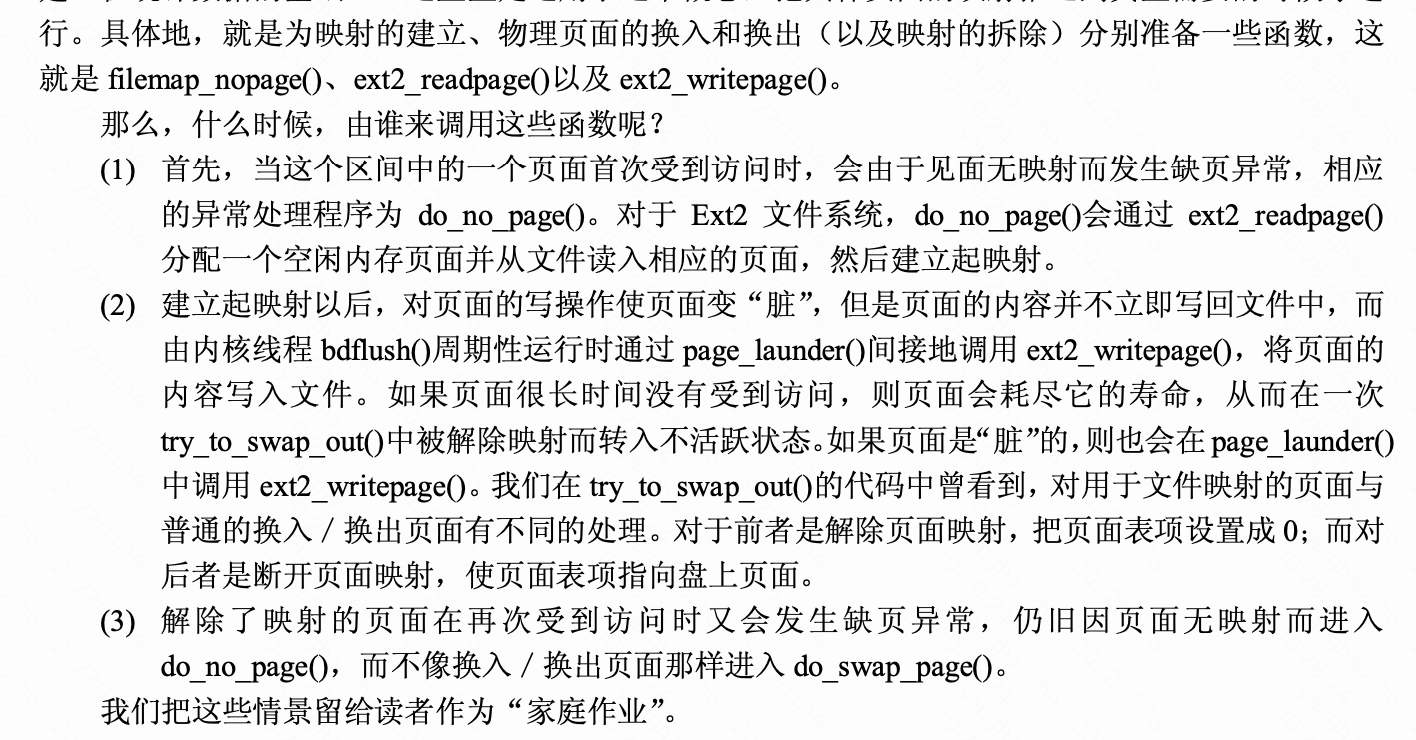 行。具体地，就是为映射的建立、物理页面的换入和换出（以及映射的拆除）分别准备一些函数，这
就是 filemap_nopage()、ext2_readpage()以及 ext2_writepage()。
那么，什么时候，由谁来调用这些函数呢？
(1) 首先，当这个区间中的一个页面首次受到访问时，会由于见面无映射而发生缺页异常，相应
的异常处理程序为 do_no_page()。对于 Ext2 文件系统，do_no_page()会通过 ext2_readpage()
分配一个空闲内存页面并从文件读入相应的页面，然后建立起映射。
(2) 建立起映射以后，对页面的写操作使页面变“脏”，但是页面的内容并不立即写回文件中，而
由内核线程 bdflush()周期性运行时通过 page_launder()间接地调用 ext2_writepage()，将页面的
内容写入文件。如果页面很长时间没有受到访问，则页面会耗尽它的寿命，从而在一次
try_to_swap_out()中被解除映射而转入不活跃状态。如果页面是“脏”的，则也会在 page_launder()
中调用 ext2_writepage()。我们在 try_to_swap_out()的代码中曾看到，对用于文件映射的页面与
普通的换入／换出页面有不同的处理。对于前者是解除页面映射，把页面表项设置成 0；而对
后者是断开页面映射，使页面表项指向盘上页面。
(3) 解除了映射的页面在再次受到访问时又会发生缺页异常，仍旧因页面无映射而进入
do_no_page()，而不像换入／换出页面那样进入 do_swap_page()。
我们把这些情景留给读者作为“家庭作业”。